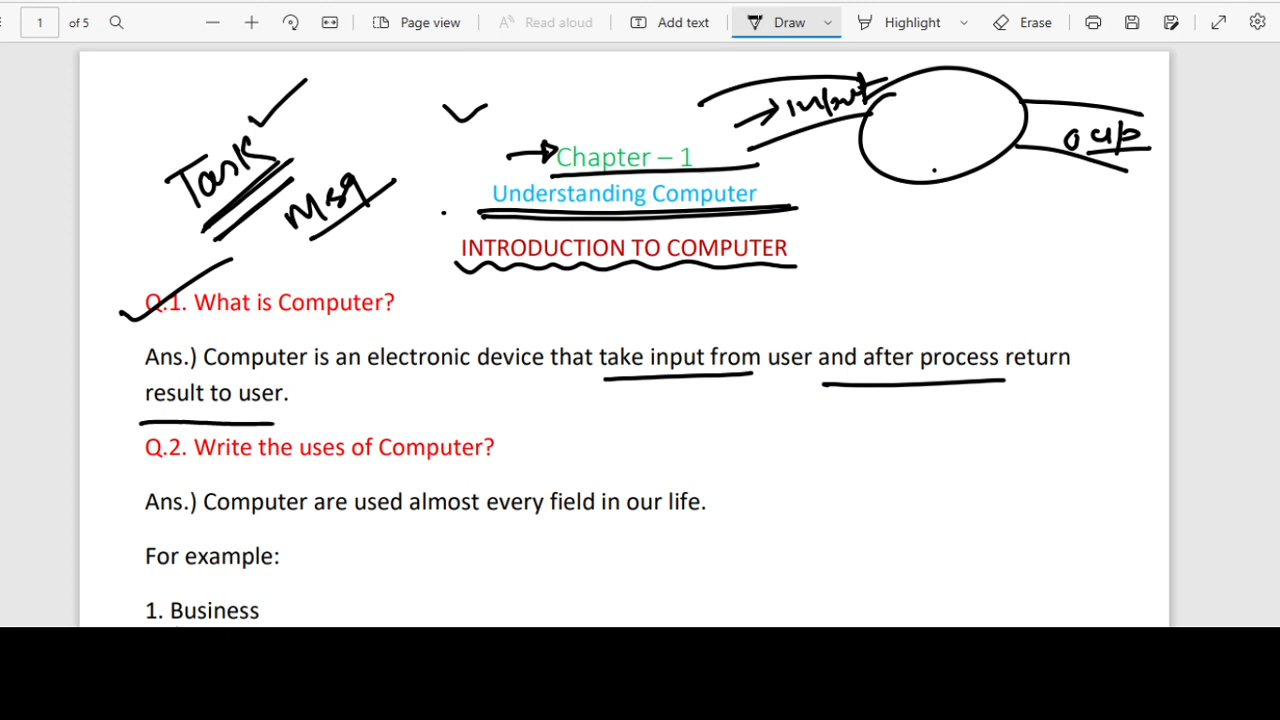 1 of 5 Page view Read aloud Add text Draw Highlight Erase
Task
Msg
input
oup
Chapter – 1
Understanding Computer
INTRODUCTION TO COMPUTER
Q.1. What is Computer?
Ans.) Computer is an electronic device that take input from user and after process return
result to user.
Q.2. Write the uses of Computer?
Ans.) Computer are used almost every field in our life.
For example:
1. Business